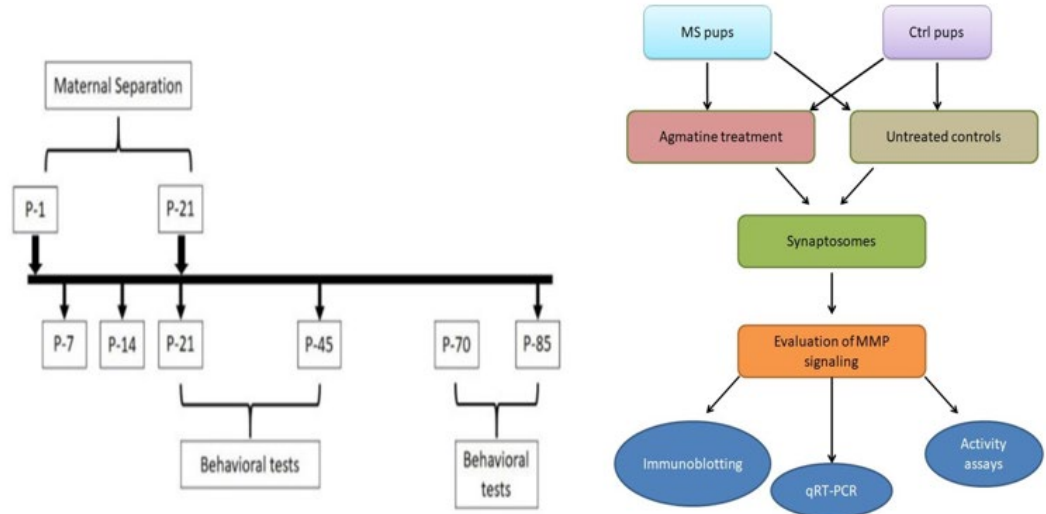 Maternal Separation
P-1
P-21
P-7
P-14
P-21
P-45
P-70
P-85
Behavioral tests
Behavioral
tests
MS pups
Ctrl pups
Agmatine treatment
Untreated controls
Synaptosomes
Evaluation of MMP
signaling
Immunoblotting
qRT-PCR
Activity
assays